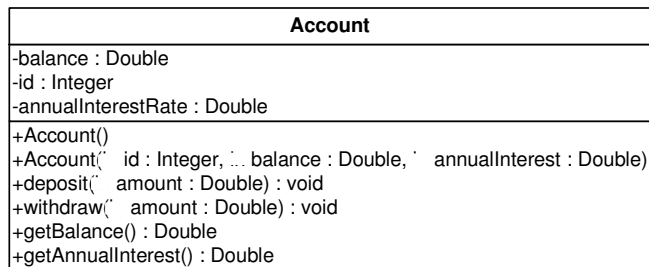 Account
-balance : Double
-id : Integer
-annualInterestRate : Double
+Account()
+Account( id : Integer, balance : Double, annualInterest : Double)
+deposit( amount : Double) : void
+withdraw( amount : Double) : void
+getBalance() : Double
+getAnnualInterest() : Double